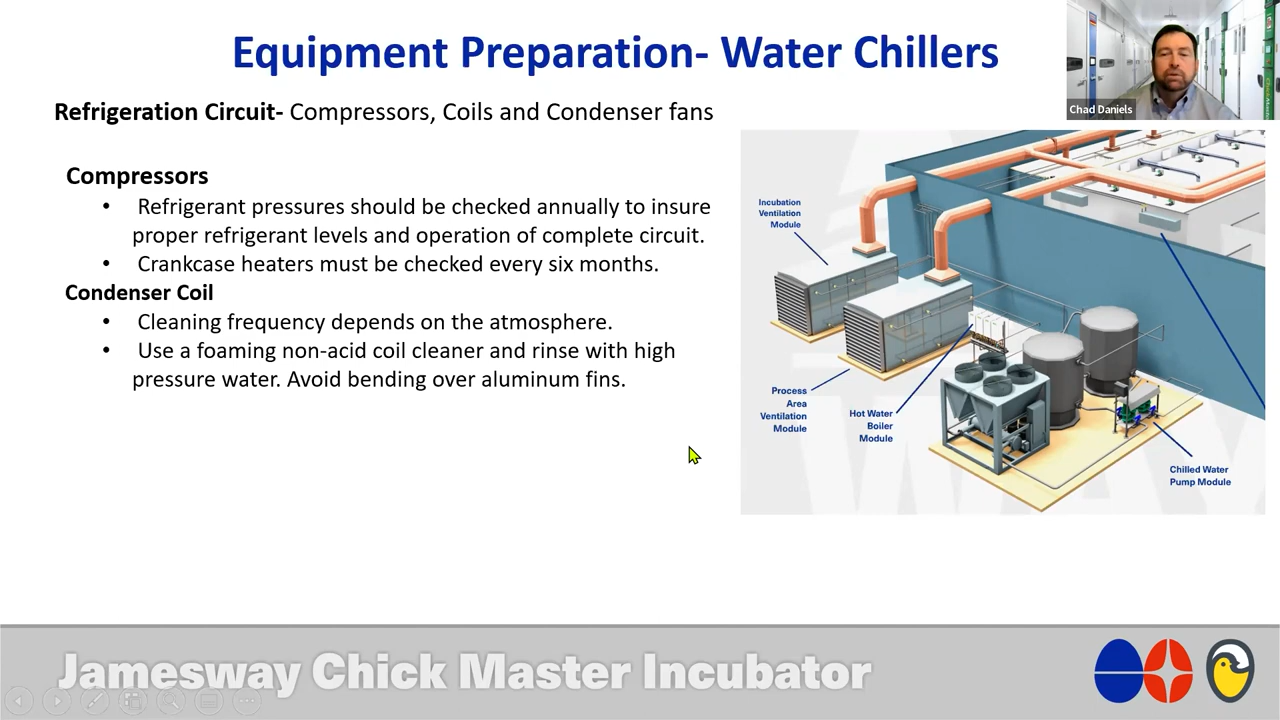 Equipment Preparation- Water Chillers
Chad Daniels
Refrigeration Circuit- Compressors, Coils and Condenser fans
Compressors
• Refrigerant pressures should be checked annually to insure
proper refrigerant levels and operation of complete circuit.
• Crankcase heaters must be checked every six months.
Condenser Coil
• Cleaning frequency depends on the atmosphere.
• Use a foaming non-acid coil cleaner and rinse with high
pressure water. Avoid bending over aluminum fins.
Incubation
Ventilation
Module
Process
Area
Ventilation
Module
Hot Water
Boiler
Module
Chilled Water
Pump Module
Jamesway Chick Master Incubator